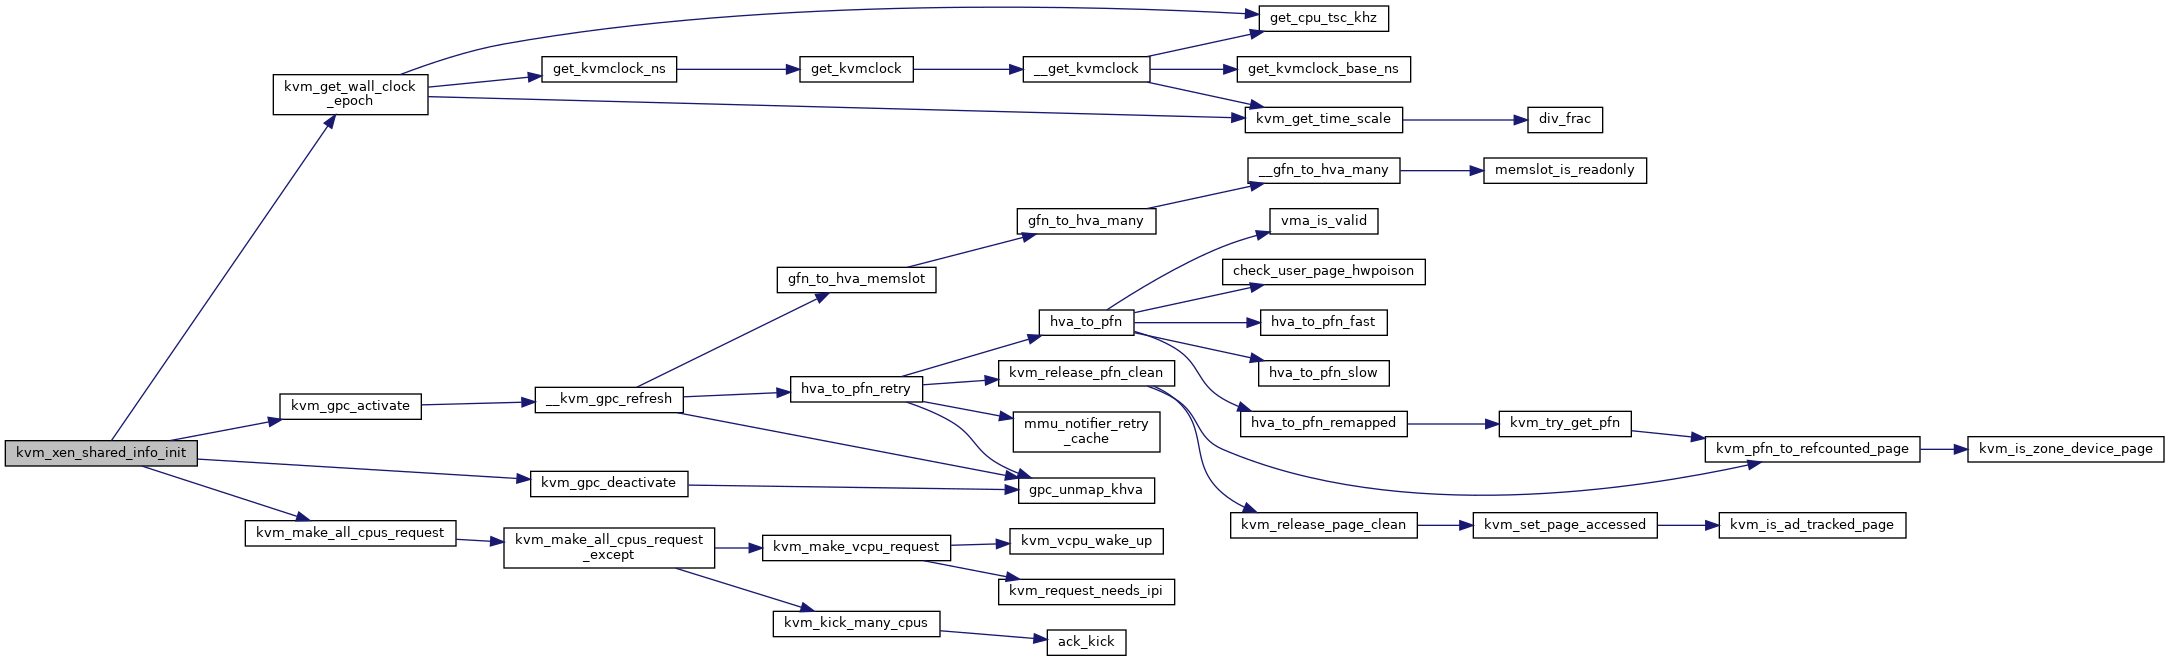 get_cpu_tsc_khz
get_kvmclock_ns
get_kvmclock
__get_kvmclock
get_kvmclock_base_ns
kvm_get_wall_clock
_epoch
kvm_get_time_scale
div_frac
__gfn_to_hva_many
memslot_is_readonly
gfn_to_hva_many
vma_is_valid
gfn_to_hva_memslot
check_user_page_hwpoison
hva_to_pfn
hva_to_pfn_fast
kvm_release_pfn_clean
hva_to_pfn_slow
hva_to_pfn_retry
__kvm_gpc_refresh
kvm_gpc_activate
mmu_notifier_retry
_cache
hva_to_pfn_remapped
kvm_try_get_pfn
kvm_pfn_to_refcounted_page
kvm_is_zone_device_page
kvm_xen_shared_info_init
kvm_gpc_deactivate
gpc_unmap_khva
kvm_release_page_clean
kvm_set_page_accessed
kvm_is_ad_tracked_page
kvm_make_all_cpus_request
kvm_make_all_cpus_request
_except
kvm_make_vcpu_request
kvm_vcpu_wake_up
kvm_request_needs_ipi
kvm_kick_many_cpus
ack_kick